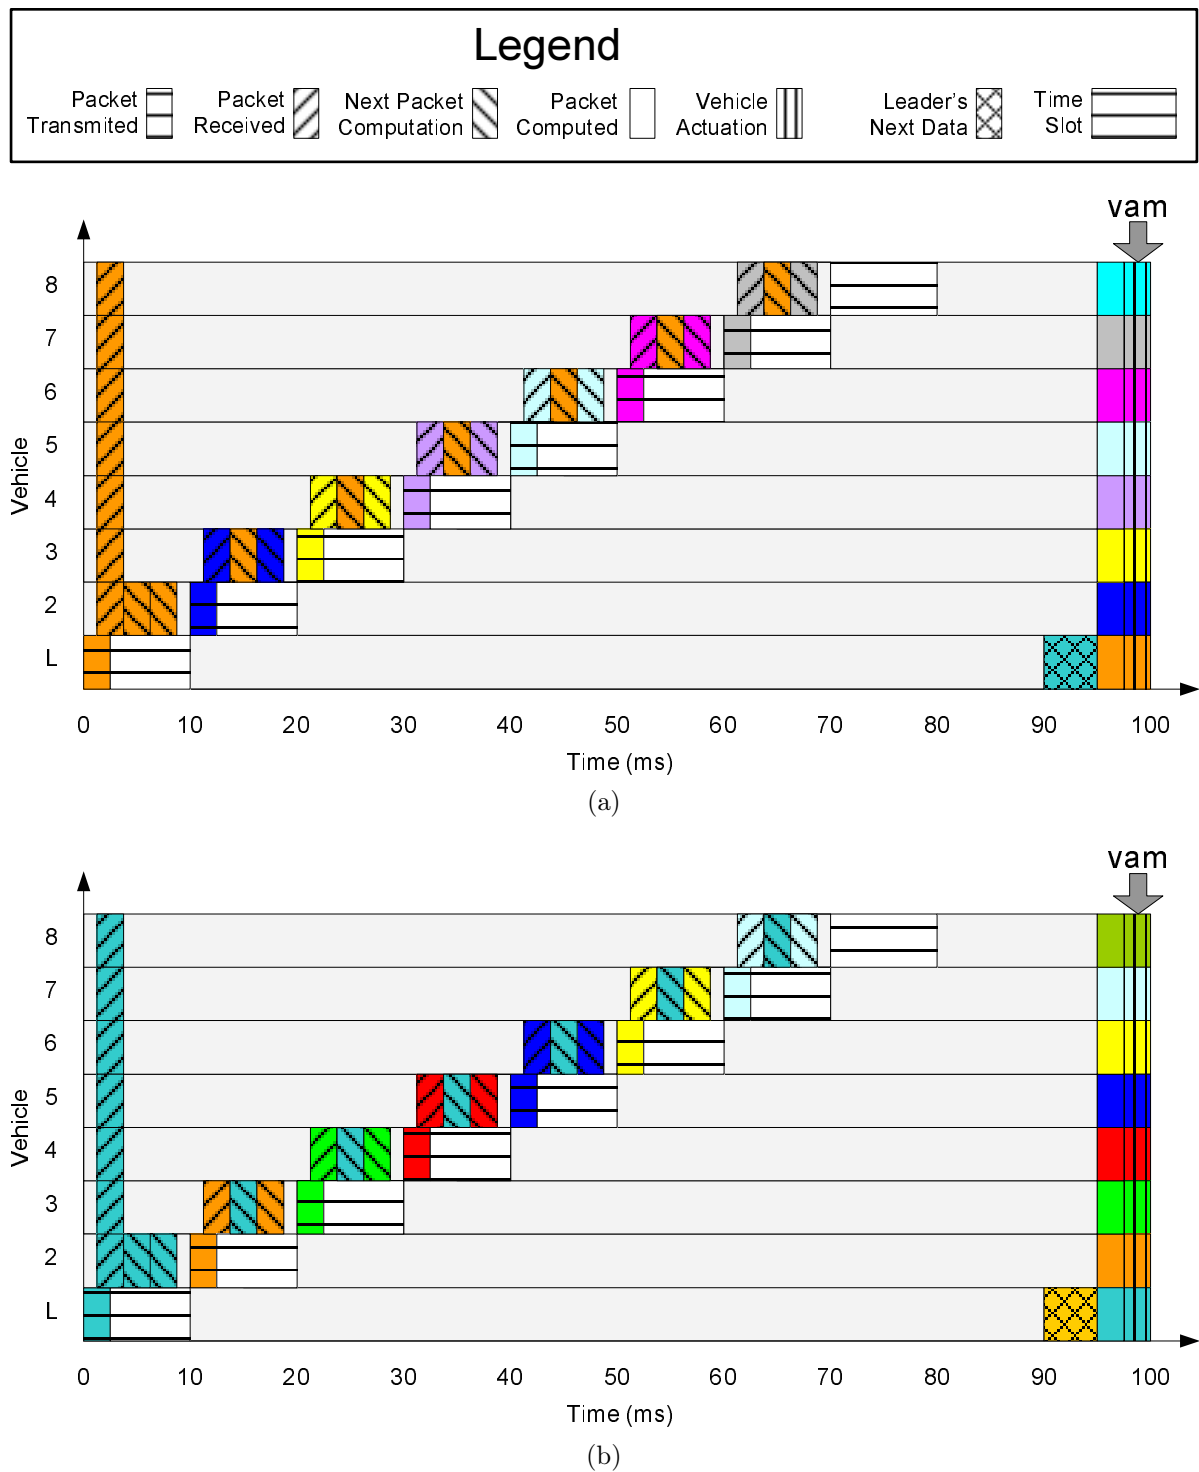 Legend
Packet Transmited
Packet Received
Next Packet Computation
Packet Computed
Vehicle Actuation
Leader's Next Data
Time Slot
vam
8
7
6
5
4
3
2
L
Vehicle
0 10 20 30 40 50 60 70 80 90 100
Time (ms)
(a)
vam
8
7
6
5
4
3
2
L
Vehicle
0 10 20 30 40 50 60 70 80 90 100
Time (ms)
(b)